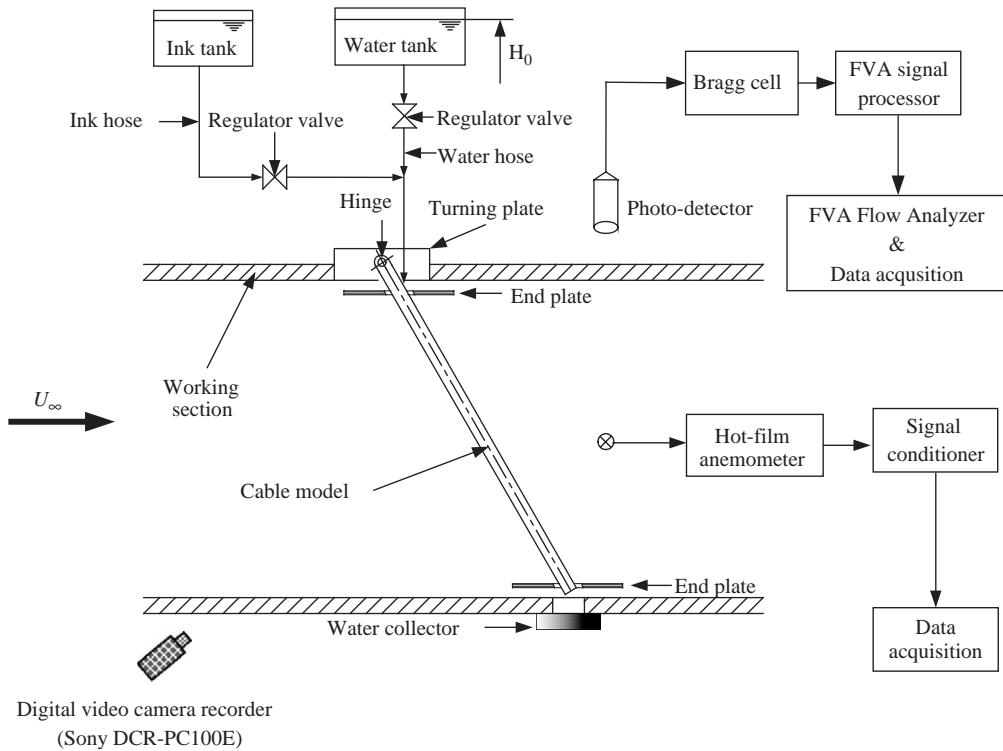 Ink tank
Water tank
H0
Bragg cell
FVA signal
processor
Ink hose
Regulator valve
Regulator valve
Water hose
Hinge
Turning plate
Photo-detector
FVA Flow Analyzer
&
Data acqusition
End plate
Working
section
U∞
Hot-film
anemometer
Signal
conditioner
Cable model
End plate
Water collector
Data
acquisition
Digital video camera recorder
(Sony DCR-PC100E)